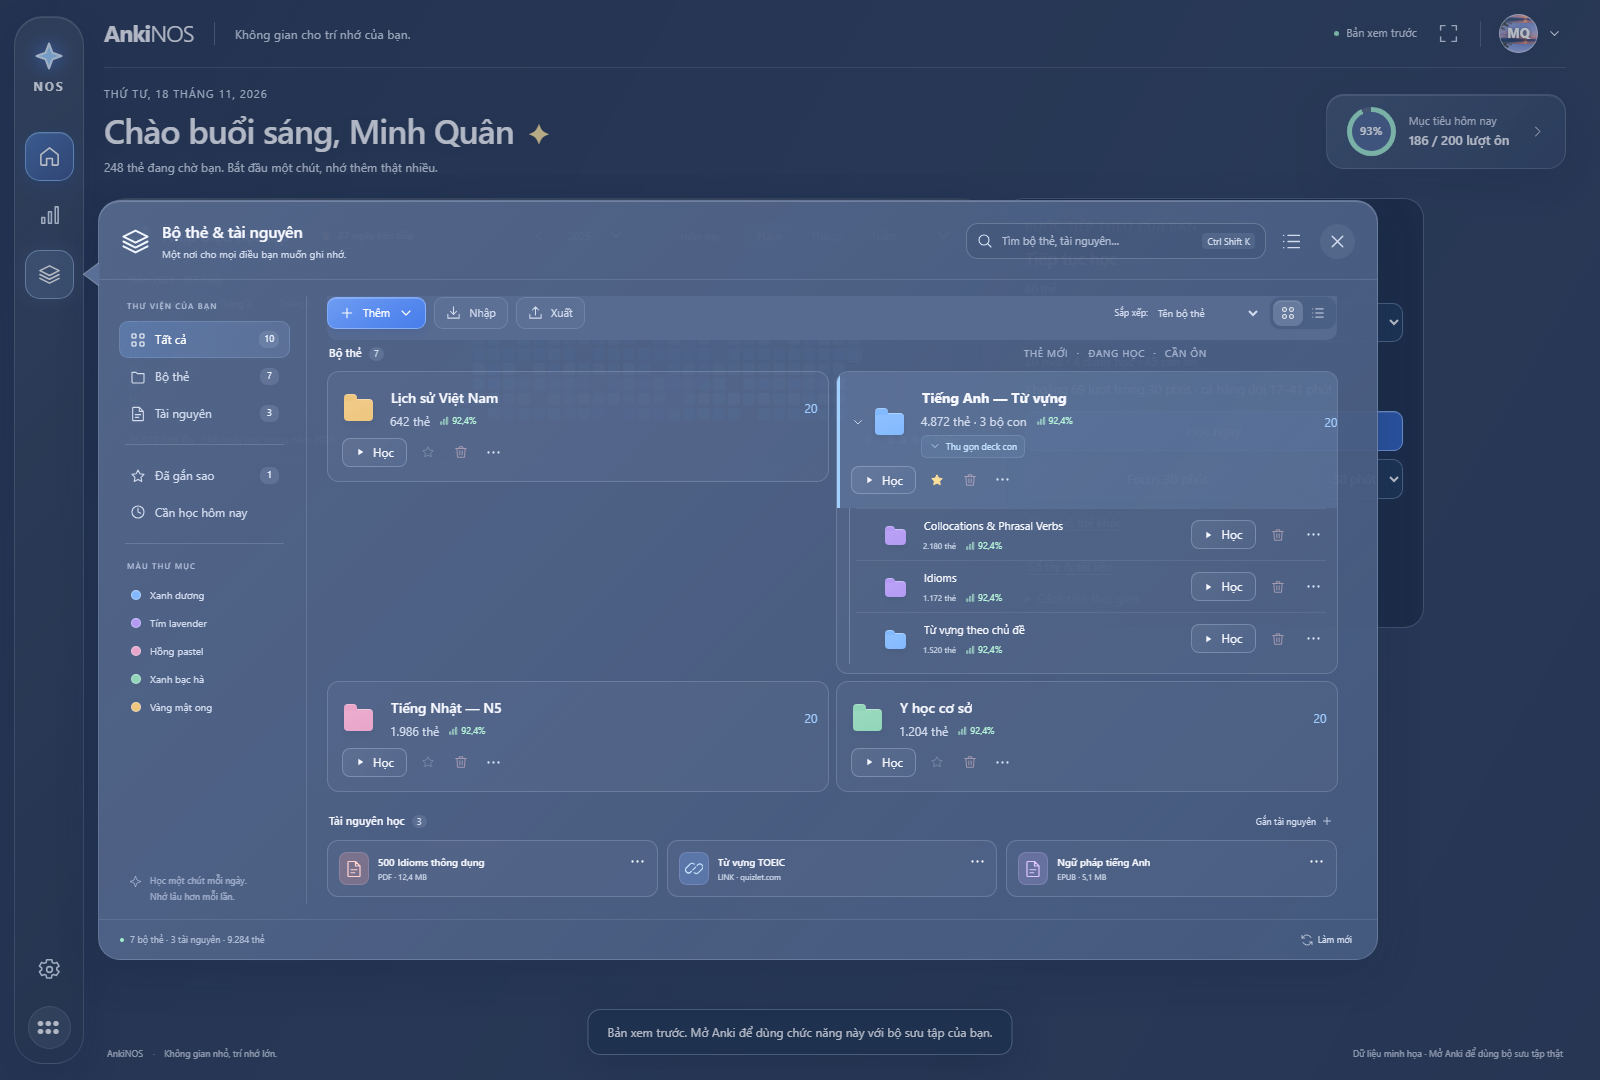 AnkiNOS
Không gian cho trí nhớ của bạn.
Bản xem trước
MQ
NOS
THỨ TƯ, 18 THÁNG 11, 2026
Chào buổi sáng, Minh Quân
248 thẻ đang chờ bạn. Bắt đầu một chút, nhớ thêm thật nhiều.
93%
Mục tiêu hôm nay
186 / 200 lượt ôn
Bộ thẻ & tài nguyên
Một nơi cho mọi điều bạn muốn ghi nhớ.
Tìm bộ thẻ, tài nguyên...
Ctrl Shift K
THƯ VIỆN CỦA BẠN
Tất cả 10
Bộ thẻ 7
Tài nguyên 3
Đã gắn sao 1
Cần học hôm nay
MÀU THƯ MỤC
Xanh dương
Tím lavender
Hồng pastel
Xanh bạc hà
Vàng mật ong
Học một chút mỗi ngày.
Nhớ lâu hơn mỗi lần.
Thêm
Nhập
Xuất
Sắp xếp: Tên bộ thẻ
Bộ thẻ 7
THẺ MỚI · ĐANG HỌC · CẦN ÔN
Lịch sử Việt Nam
642 thẻ 92,4%
20
Học
Tiếng Anh — Từ vựng
4.872 thẻ · 3 bộ con 92,4%
20
Thu gọn deck con
Học
Collocations & Phrasal Verbs
2.180 thẻ 92,4%
Học
Idioms
1.172 thẻ 92,4%
Học
Từ vựng theo chủ đề
1.520 thẻ 92,4%
Học
Tiếng Nhật — N5
1.986 thẻ 92,4%
20
Học
Y học cơ sở
1.204 thẻ 92,4%
20
Học
Tài nguyên học 3
Gắn tài nguyên
500 Idioms thông dụng
PDF · 12,4 MB
Từ vựng TOEIC
LINK · quizlet.com
Ngữ pháp tiếng Anh
EPUB · 5,1 MB
7 bộ thẻ · 3 tài nguyên · 9.284 thẻ
Làm mới
Bản xem trước. Mở Anki để dùng chức năng này với bộ sưu tập của bạn.
AnkiNOS · Không gian nhỏ, trí nhớ lớn.
Dữ liệu minh họa · Mở Anki để dùng bộ sưu tập thật